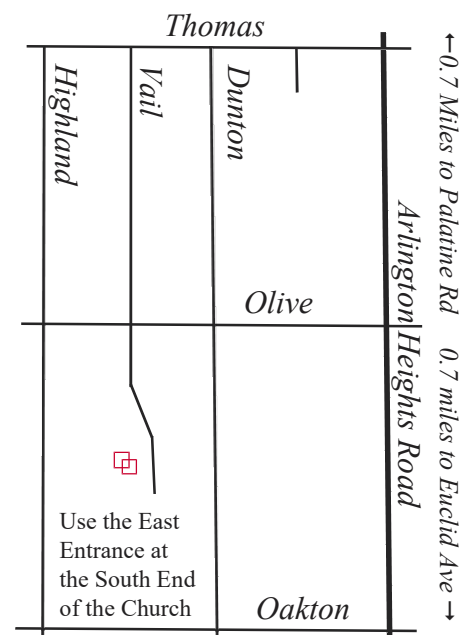 Thomas
Highland
Vail
Dunton
Arlington Heights Road
←0.7 Miles to Palatine Rd
0.7 miles to Euclid Ave →
Olive
Use the East
Entrance at
the South End
of the Church
Oakton